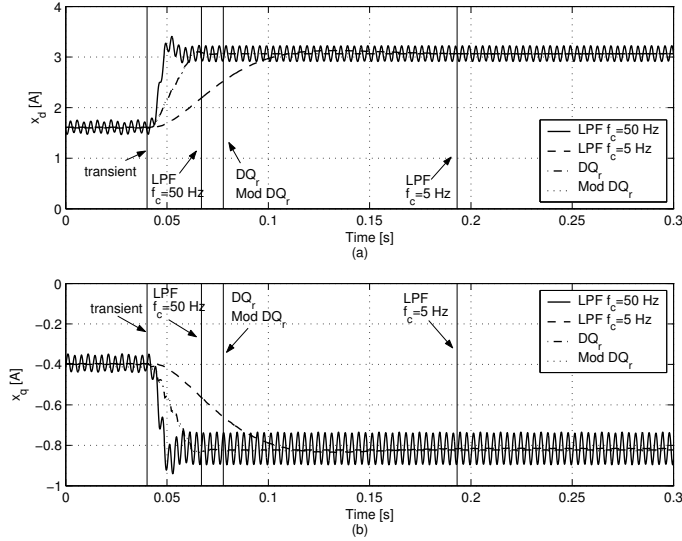 4
3
2
1
0
x_d [A]
transient
LPF
f_c=50 Hz
DQ_r
Mod DQ_r
LPF
f_c=5 Hz
LPF f_c=50 Hz
LPF f_c=5 Hz
DQ_r
Mod DQ_r
0
0.05
0.1
0.15
0.2
0.25
0.3
Time [s]
(a)
0
−0.2
−0.4
−0.6
−0.8
−1
x_q [A]
transient
LPF
f_c=50 Hz
DQ_r
Mod DQ_r
LPF
f_c=5 Hz
LPF f_c=50 Hz
LPF f_c=5 Hz
DQ_r
Mod DQ_r
0
0.05
0.1
0.15
0.2
0.25
0.3
Time [s]
(b)